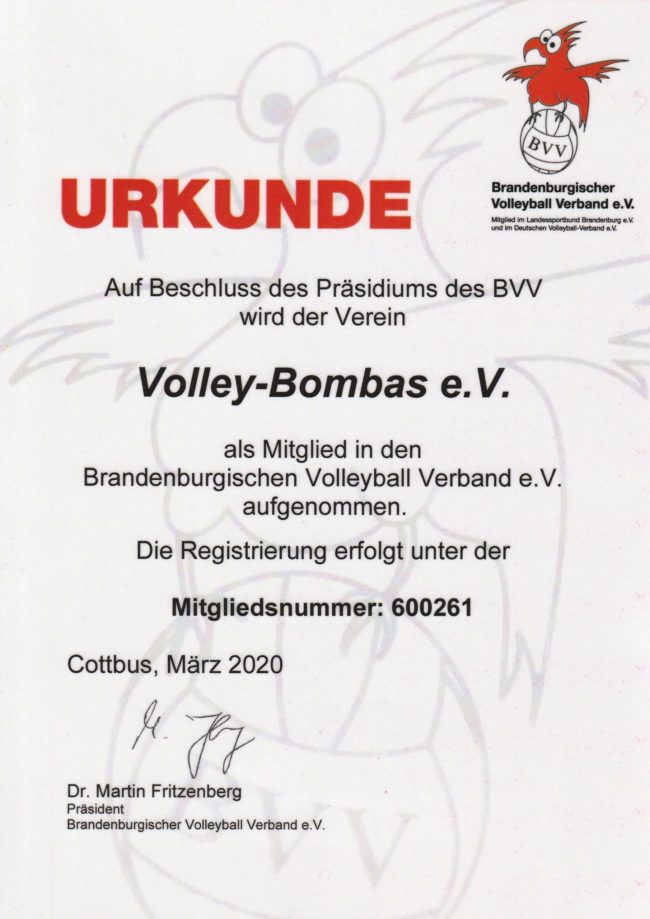 BVV
Brandenburgischer
Volleyball Verband e.V.
Mitglied im Landessportbund Brandenburg e.V.
und im Deutschen Volleyball-Verband e.V.
URKUNDE
Auf Beschluss des Präsidiums des BVV
wird der Verein
Volley-Bombas e.V.
als Mitglied in den
Brandenburgischen Volleyball Verband e.V.
aufgenommen.
Die Registrierung erfolgt unter der
Mitgliedsnummer: 600261
Cottbus, März 2020
Dr. Martin Fritzenberg
Präsident
Brandenburgischer Volleyball Verband e.V.
BVV